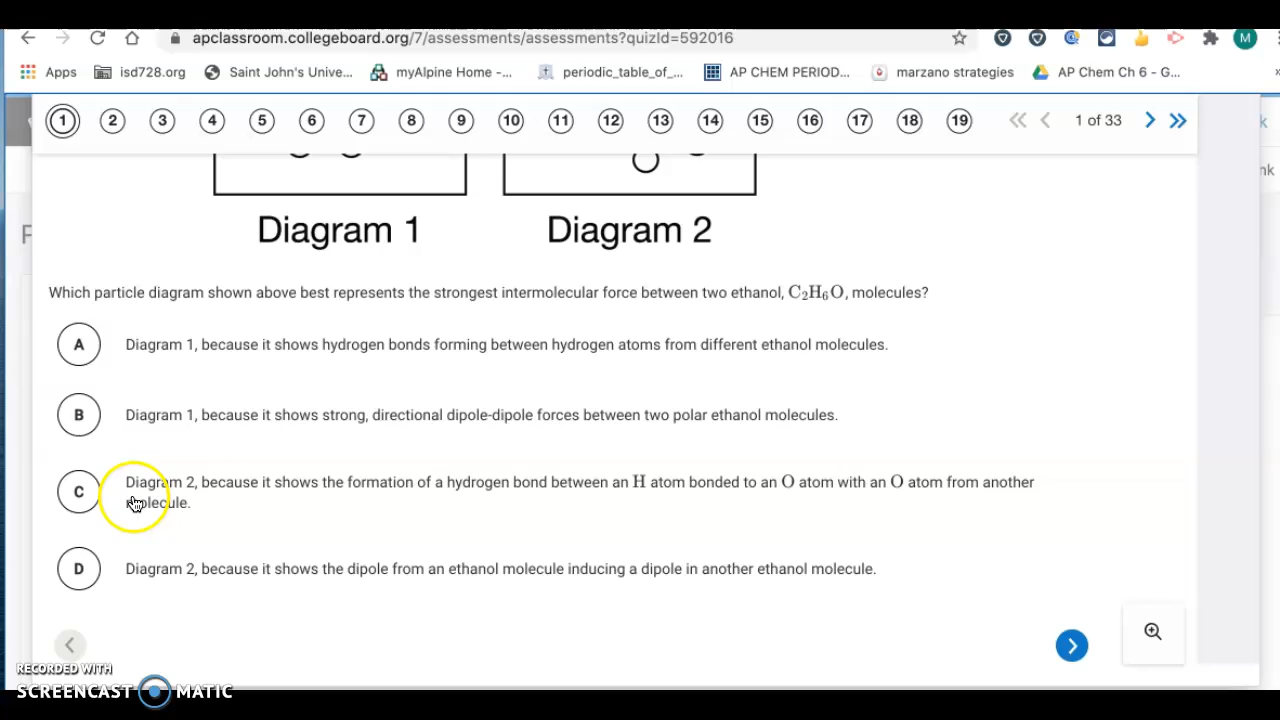 apclassroom.collegeboard.org/7/assessments/assessments?quizId=592016
M
Apps isd728.org Saint John's Unive... myAlpine Home -... periodic_table_of_... AP CHEM PERIOD... marzano strategies AP Chem Ch 6 - G...
1 2 3 4 5 6 7 8 9 10 11 12 13 14 15 16 17 18 19 1 of 33
Diagram 1 Diagram 2
Which particle diagram shown above best represents the strongest intermolecular force between two ethanol, C₂H₆O, molecules?
A Diagram 1, because it shows hydrogen bonds forming between hydrogen atoms from different ethanol molecules.
B Diagram 1, because it shows strong, directional dipole-dipole forces between two polar ethanol molecules.
C Diagram 2, because it shows the formation of a hydrogen bond between an H atom bonded to an O atom with an O atom from another
molecule.
D Diagram 2, because it shows the dipole from an ethanol molecule inducing a dipole in another ethanol molecule.
RECORDED WITH
SCREENCAST MATIC